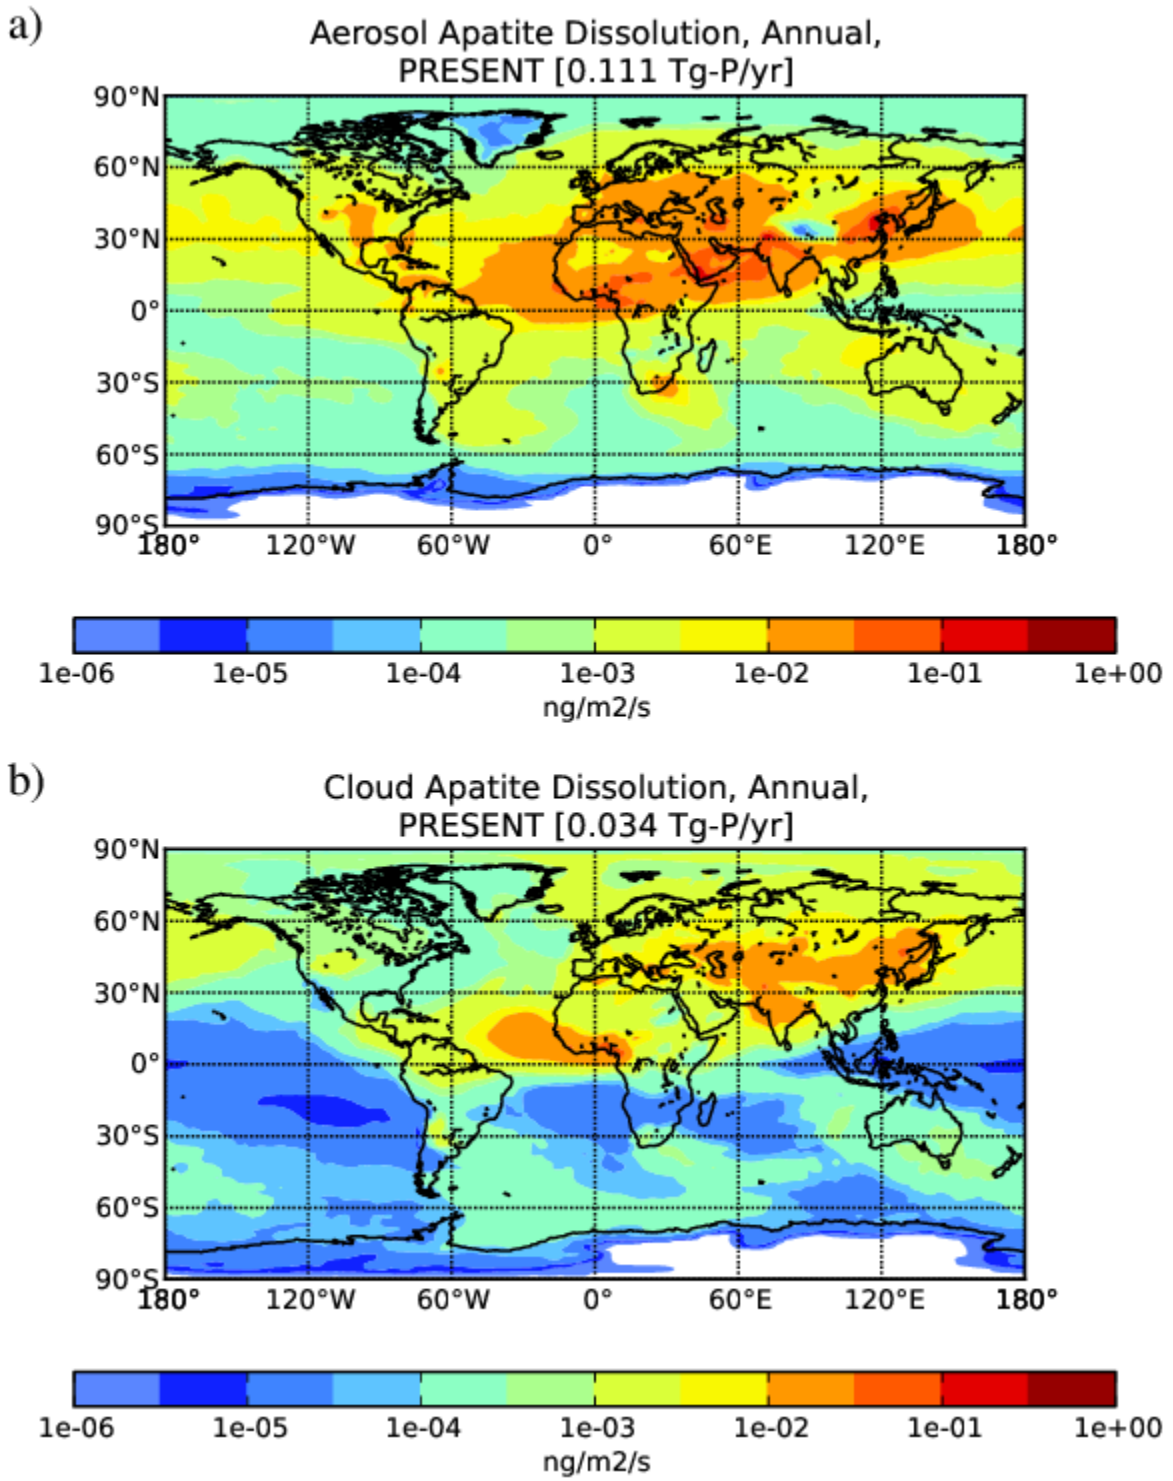 a)
Aerosol Apatite Dissolution, Annual,
PRESENT [0.111 Tg-P/yr]
90°N
60°N
30°N
0°
30°S
60°S
90°S
180° 120°W 60°W 0° 60°E 120°E 180°
1e-06 1e-05 1e-04 1e-03 1e-02 1e-01 1e+00
ng/m2/s
b)
Cloud Apatite Dissolution, Annual,
PRESENT [0.034 Tg-P/yr]
90°N
60°N
30°N
0°
30°S
60°S
90°S
180° 120°W 60°W 0° 60°E 120°E 180°
1e-06 1e-05 1e-04 1e-03 1e-02 1e-01 1e+00
ng/m2/s